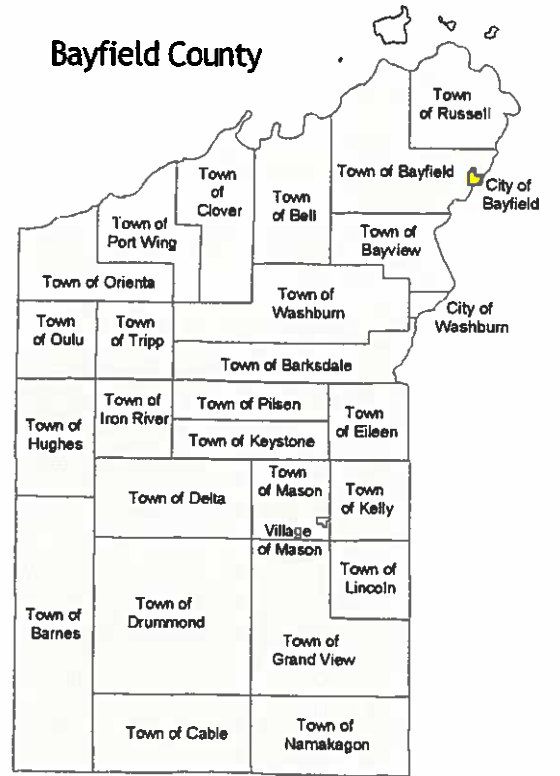 Bayfield County
Town
of Russell
Town of Bayfield
City of
Bayfield
Town
of
Clover
Town
of Bell
Town of
Port Wing
Town of
Bayview
Town of Orienta
Town of
Washburn
City of
Washburn
Town
of Oulu
Town
of Tripp
Town of Barksdale
Town of
Hughes
Town of
Iron River
Town of Pilsen
Town of Keystone
Town
of Eileen
Town of Delta
Town
of Mason
Town
of Kelly
Village
of Mason
Town of
Lincoln
Town of
Barnes
Town of
Drummond
Town of
Grand View
Town of Cable
Town of
Namakagon